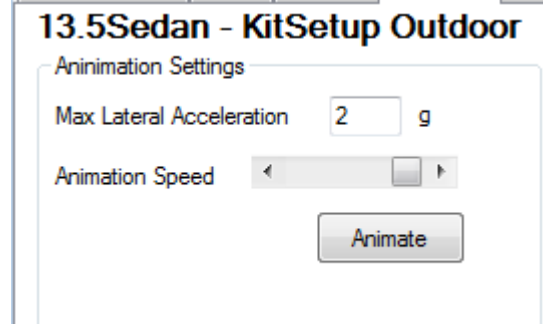 13.5Sedan - KitSetup Outdoor
Aninimation Settings
Max Lateral Acceleration 2 g
Animation Speed
Animate